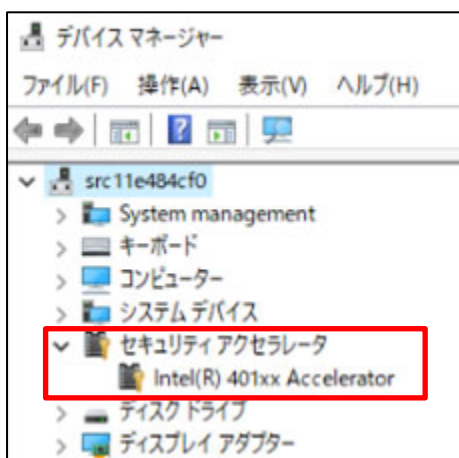 デバイス マネージャー
ファイル(F) 操作(A) 表示(V) ヘルプ(H)
src11e484cf0
System management
キーボード
コンピューター
システム デバイス
セキュリティ アクセラレータ
Intel(R) 401xx Accelerator
ディスク ドライブ
ディスプレイ アダプター